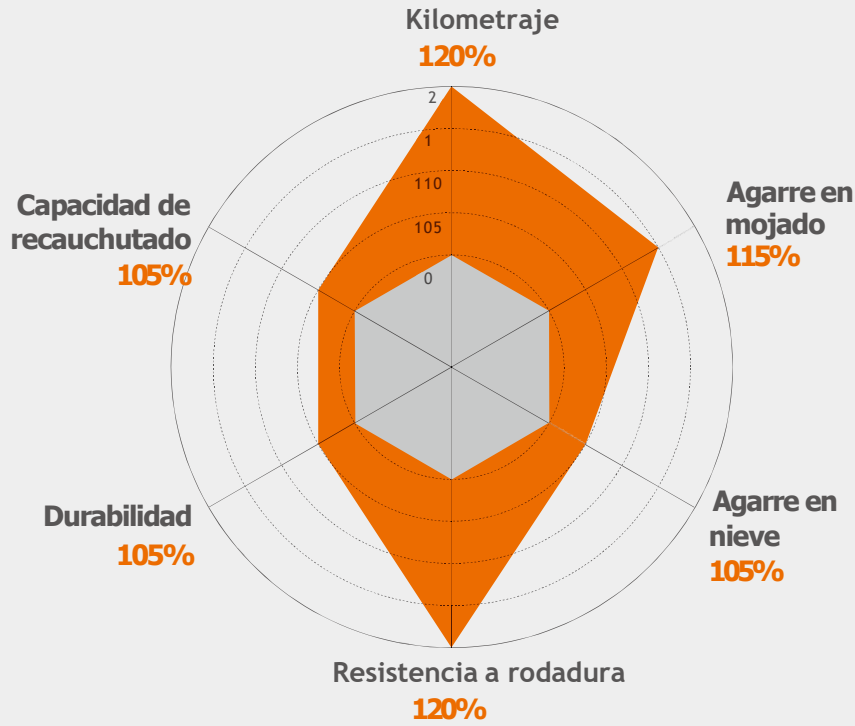 Kilometraje
120%
2
1
110
105
0
Agarre en
mojado
115%
Capacidad de
recauchutado
105%
Agarre en
nieve
105%
Durabilidad
105%
Resistencia a rodadura
120%